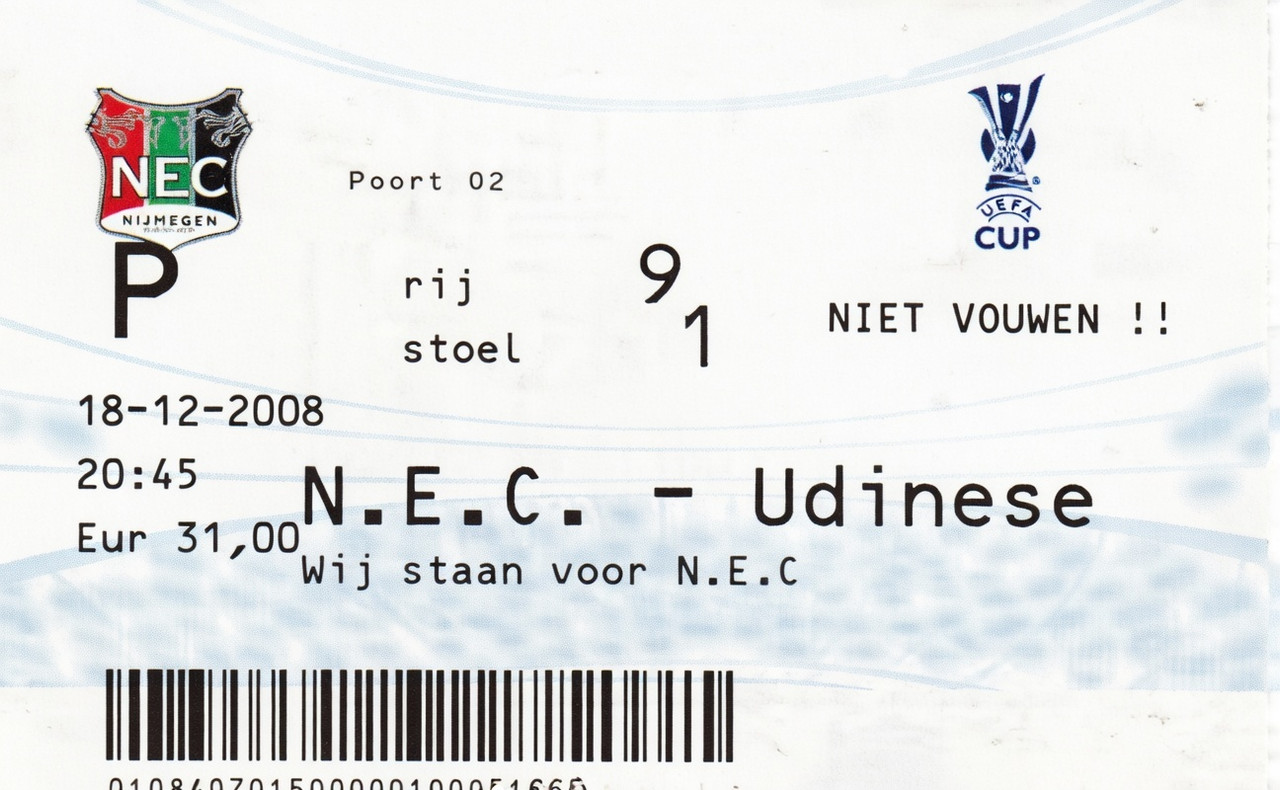 NEC
NIJMEGEN
Poort 02
UEFA
CUP
P
rij 9
stoel 1
NIET VOUWEN !!
18-12-2008
20:45
Eur 31,00
N.E.C. - Udinese
Wij staan voor N.E.C